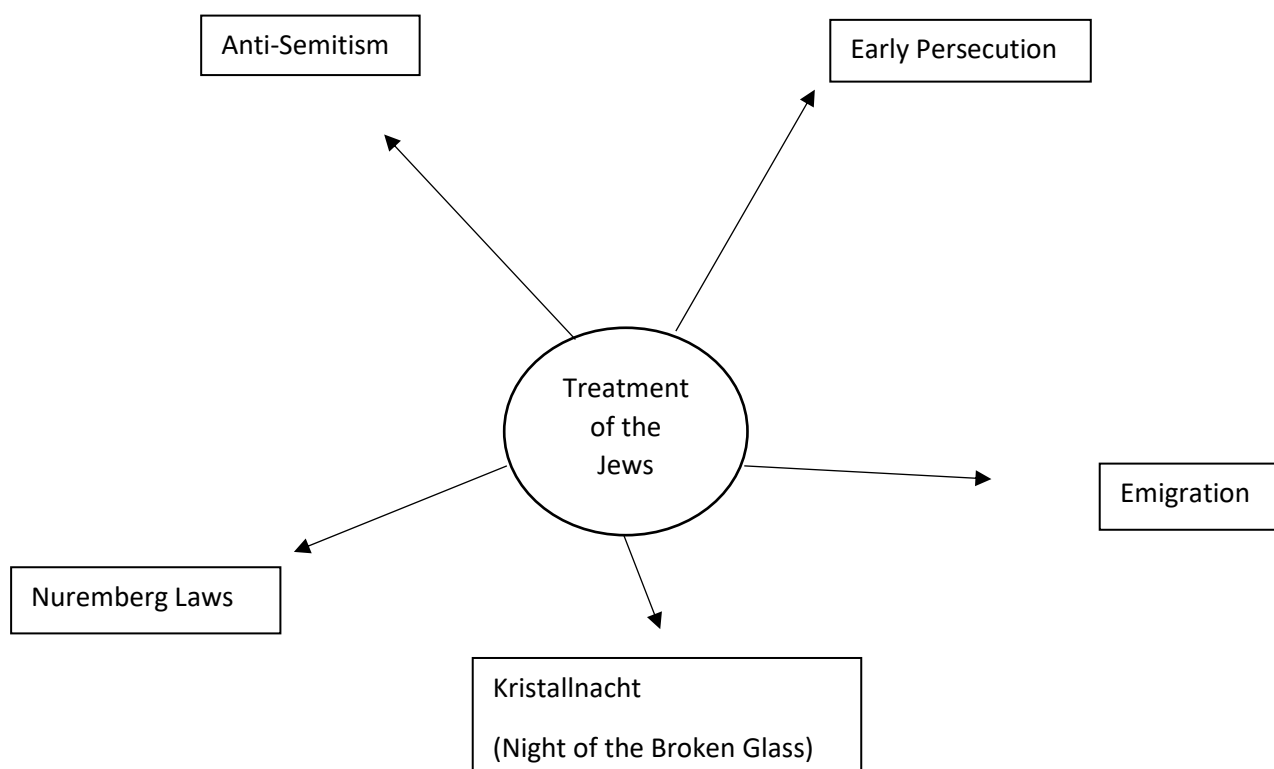 Anti-Semitism
Early Persecution
Treatment
of the
Jews
Emigration
Nuremberg Laws
Kristallnacht
(Night of the Broken Glass)